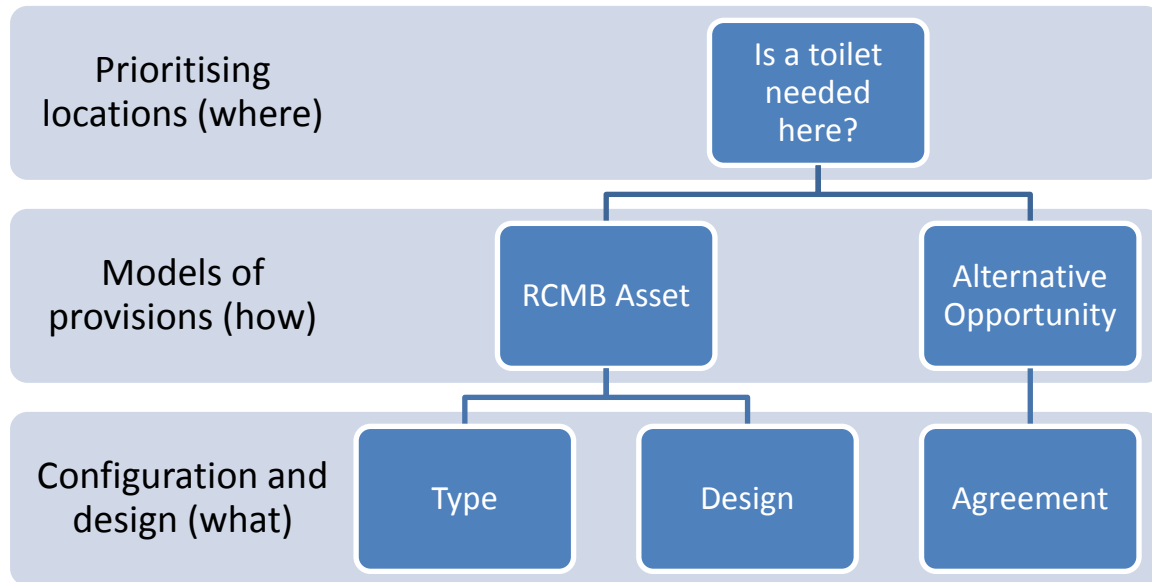 Prioritising
locations (where)
Is a toilet
needed
here?
Models of
provisions (how)
RCMB Asset
Alternative
Opportunity
Configuration and
design (what)
Type
Design
Agreement